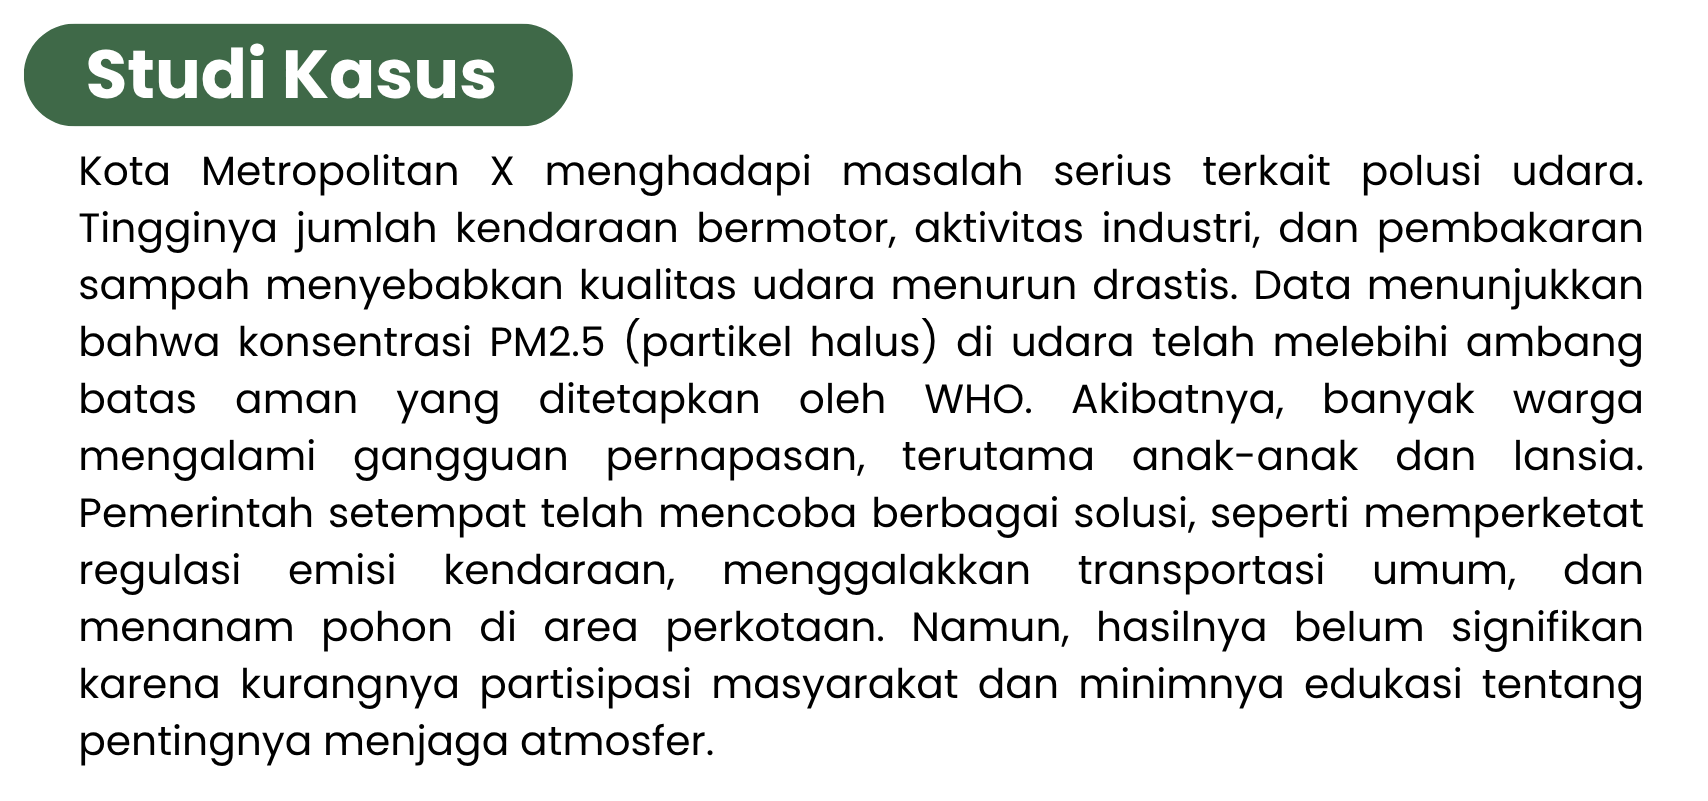 Studi Kasus
Kota Metropolitan X menghadapi masalah serius terkait polusi udara.
Tingginya jumlah kendaraan bermotor, aktivitas industri, dan pembakaran
sampah menyebabkan kualitas udara menurun drastis. Data menunjukkan
bahwa konsentrasi PM2.5 (partikel halus) di udara telah melebihi ambang
batas aman yang ditetapkan oleh WHO. Akibatnya, banyak warga
mengalami gangguan pernapasan, terutama anak-anak dan lansia.
Pemerintah setempat telah mencoba berbagai solusi, seperti memperketat
regulasi emisi kendaraan, menggalakkan transportasi umum, dan
menanam pohon di area perkotaan. Namun, hasilnya belum signifikan
karena kurangnya partisipasi masyarakat dan minimnya edukasi tentang
pentingnya menjaga atmosfer.